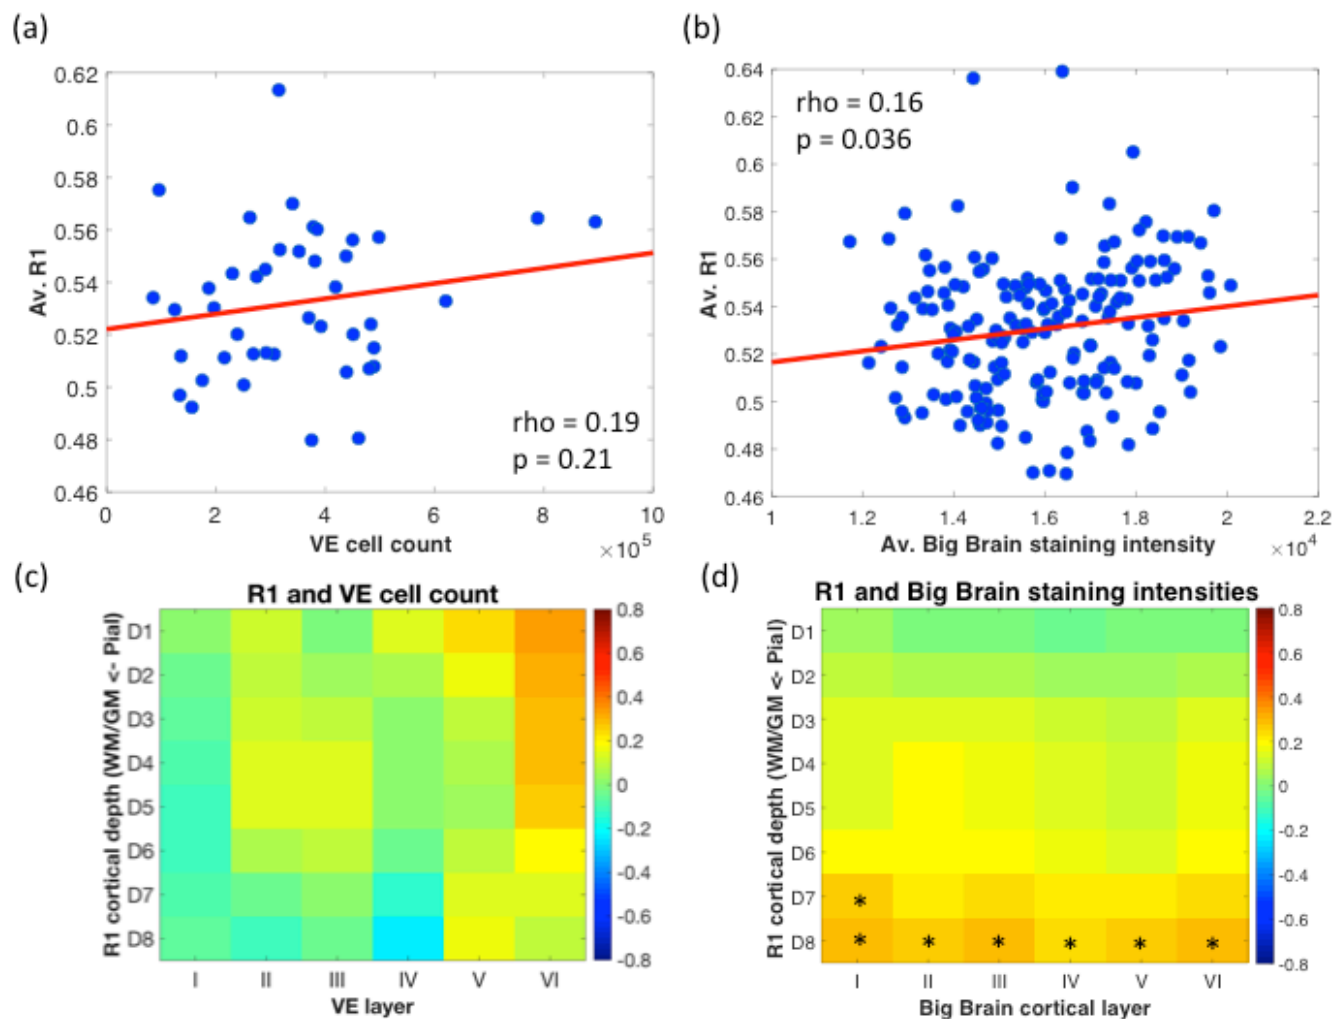 (a)
0.62
0.6
0.58
0.56
0.54
0.52
0.5
0.48
0.46
Av. R1
rho = 0.19
p = 0.21
0 2 4 6 8 10
VE cell count ×10⁵
(b)
0.64
0.62
0.6
0.58
0.56
0.54
0.52
0.5
0.48
0.46
Av. R1
rho = 0.16
p = 0.036
1 1.2 1.4 1.6 1.8 2 2.2
Av. Big Brain staining intensity ×10⁴
(c)
R1 and VE cell count
R1 cortical depth (WM/GM <- Pial)
D1
D2
D3
D4
D5
D6
D7
D8
I II III IV V VI
VE layer
0.8
0.6
0.4
0.2
0
-0.2
-0.4
-0.6
-0.8
(d)
R1 and Big Brain staining intensities
R1 cortical depth (WM/GM <- Pial)
D1
D2
D3
D4
D5
D6
D7 *
D8 * * * * * *
I II III IV V VI
Big Brain cortical layer
0.8
0.6
0.4
0.2
0
-0.2
-0.4
-0.6
-0.8